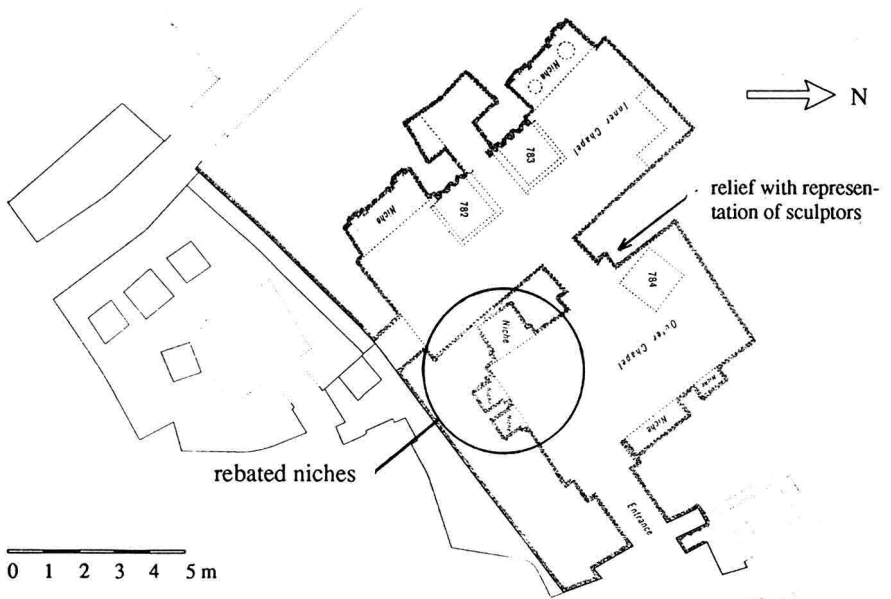 Niche
Inner Chapel
N
783
relief with represen-
tation of sculptors
Niche
782
784
Niche
Outer Chapel
Niche
Niche
rebated niches
Entrance
0 1 2 3 4 5 m